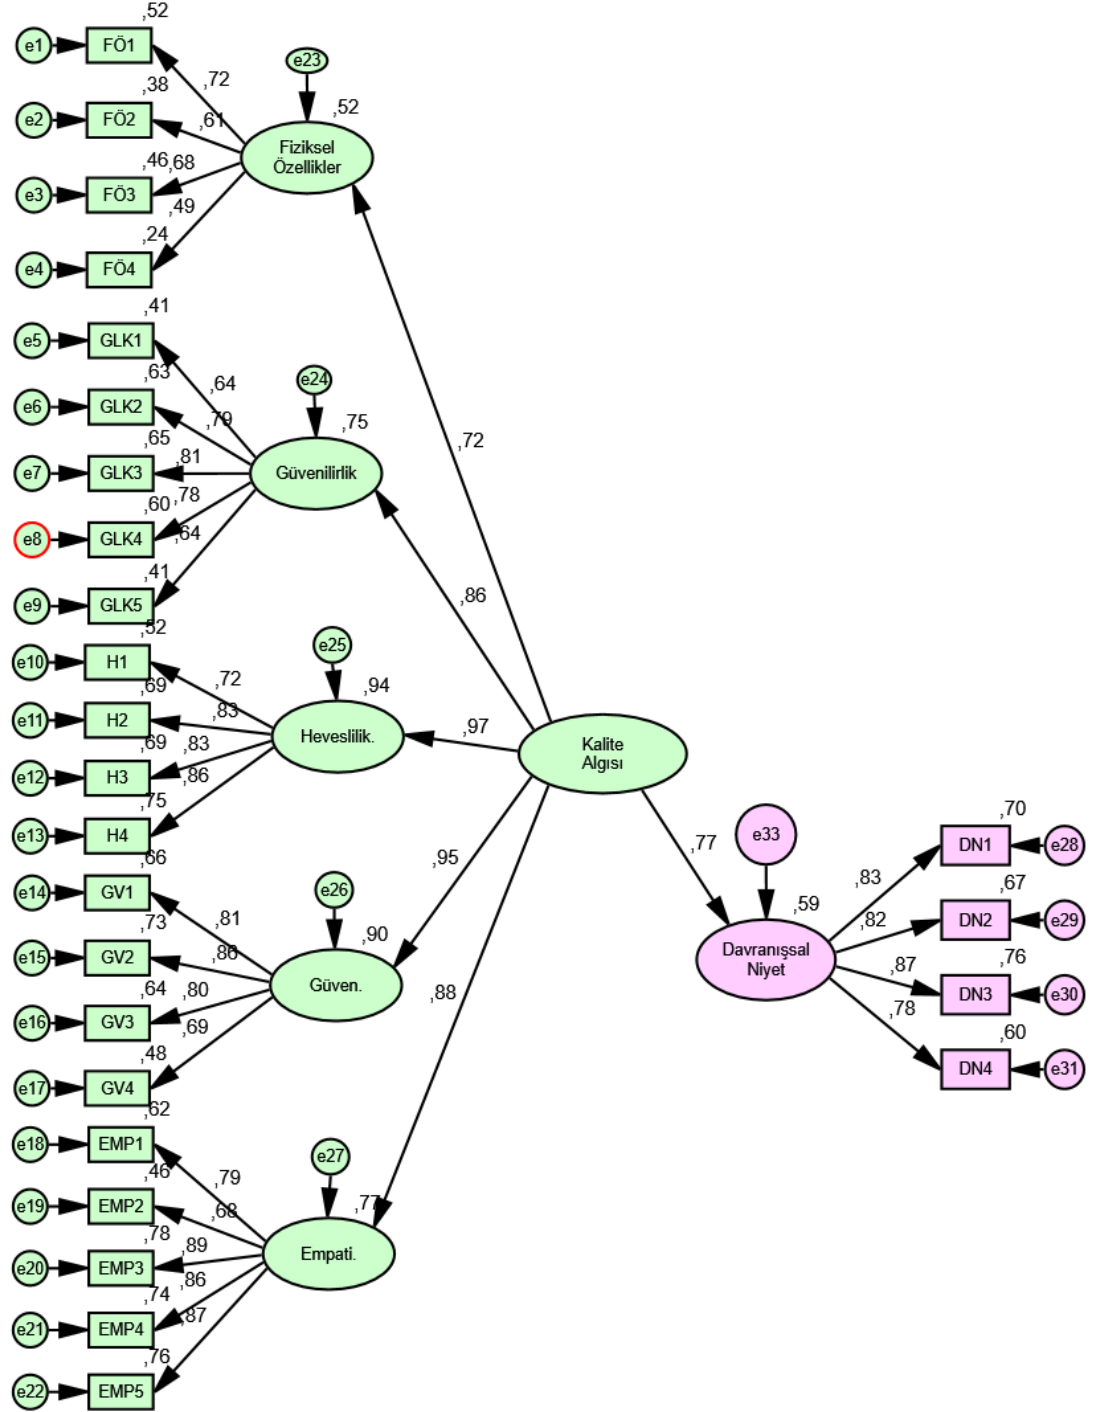 ,52
e1
FÖ1
,72
e23
,38
e2
FÖ2
,61
,52
Fiziksel
Özellikler
,46
,68
e3
FÖ3
,49
,24
e4
FÖ4
,41
e5
GLK1
,64
e24
,63
e6
GLK2
,79
,75
,72
,65
e7
GLK3
,81
Güvenilirlik
,60
,78
e8
GLK4
,64
,86
,41
e9
GLK5
,52
e10
H1
,72
e25
,69
e11
H2
,83
,94
,97
,69
e12
H3
,83
Heveslilik.
Kalite
Algısı
,86
,75
e13
H4
,66
e14
GV1
,81
e26
,95
,73
e15
GV2
,86
,90
,64
e16
GV3
,80
Güven.
,88
,69
,48
e17
GV4
,62
e18
EMP1
,79
e27
,46
e19
EMP2
,68
,77
,78
e20
EMP3
,89
Empati.
,86
,74
e21
EMP4
,87
,76
e22
EMP5
,77
e33
,59
Davranışsal
Niyet
,70
DN1
e28
,83
,67
DN2
e29
,82
,76
DN3
e30
,87
,60
DN4
e31
,78